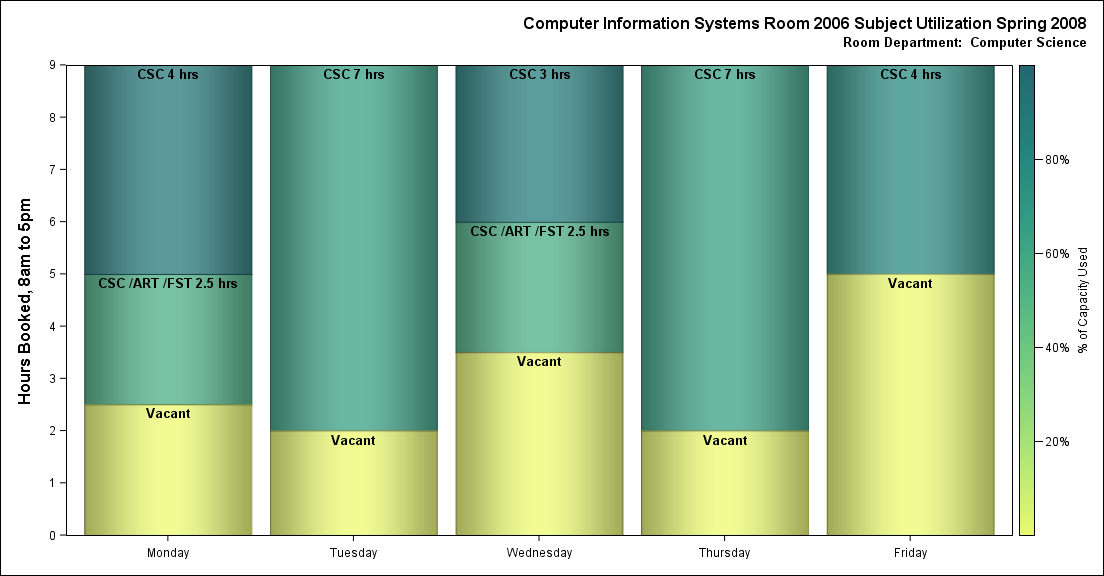 Computer Information Systems Room 2006 Subject Utilization Spring 2008
Room Department:  Computer Science
Hours Booked, 8am to 5pm
9
8
7
6
5
4
3
2
1
0
CSC 4 hrs
CSC /ART /FST 2.5 hrs
Vacant
CSC 7 hrs
Vacant
CSC 3 hrs
CSC /ART /FST 2.5 hrs
Vacant
CSC 7 hrs
Vacant
CSC 4 hrs
Vacant
Monday
Tuesday
Wednesday
Thursday
Friday
80%
60%
40%
20%
% of Capacity Used